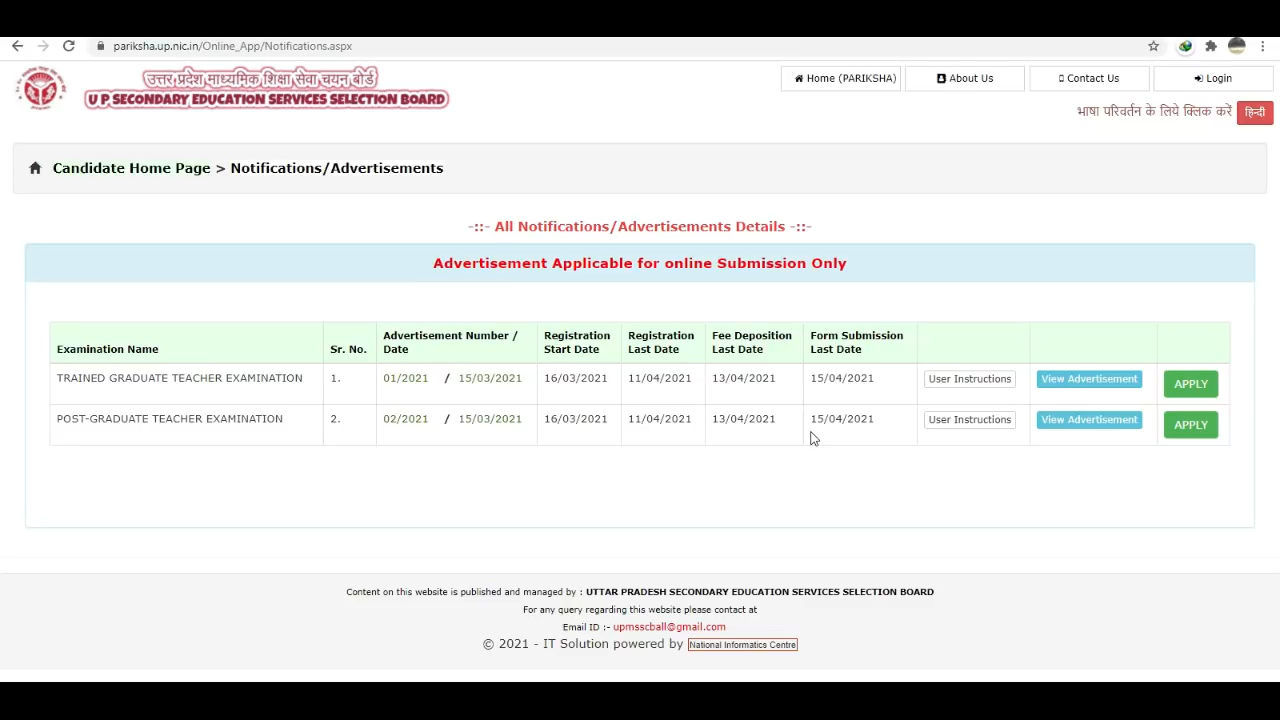 pariksha.up.nic.in/Online_App/Notifications.aspx
उत्तर प्रदेश माध्यमिक शिक्षा सेवा चयन बोर्ड
U P SECONDARY EDUCATION SERVICES SELECTION BOARD
Home (PARIKSHA) About Us Contact Us Login
भाषा परिवर्तन के लिये क्लिक करें हिन्दी
Candidate Home Page > Notifications/Advertisements
-::- All Notifications/Advertisements Details -::-
Advertisement Applicable for online Submission Only
Examination Name Sr. No. Advertisement Number / Date Registration Start Date Registration Last Date Fee Deposition Last Date Form Submission Last Date
TRAINED GRADUATE TEACHER EXAMINATION 1. 01/2021 / 15/03/2021 16/03/2021 11/04/2021 13/04/2021 15/04/2021 User Instructions View Advertisement APPLY
POST-GRADUATE TEACHER EXAMINATION 2. 02/2021 / 15/03/2021 16/03/2021 11/04/2021 13/04/2021 15/04/2021 User Instructions View Advertisement APPLY
Content on this website is published and managed by : UTTAR PRADESH SECONDARY EDUCATION SERVICES SELECTION BOARD
For any query regarding this website please contact at
Email ID :- upmsscball@gmail.com
© 2021 - IT Solution powered by National Informatics Centre